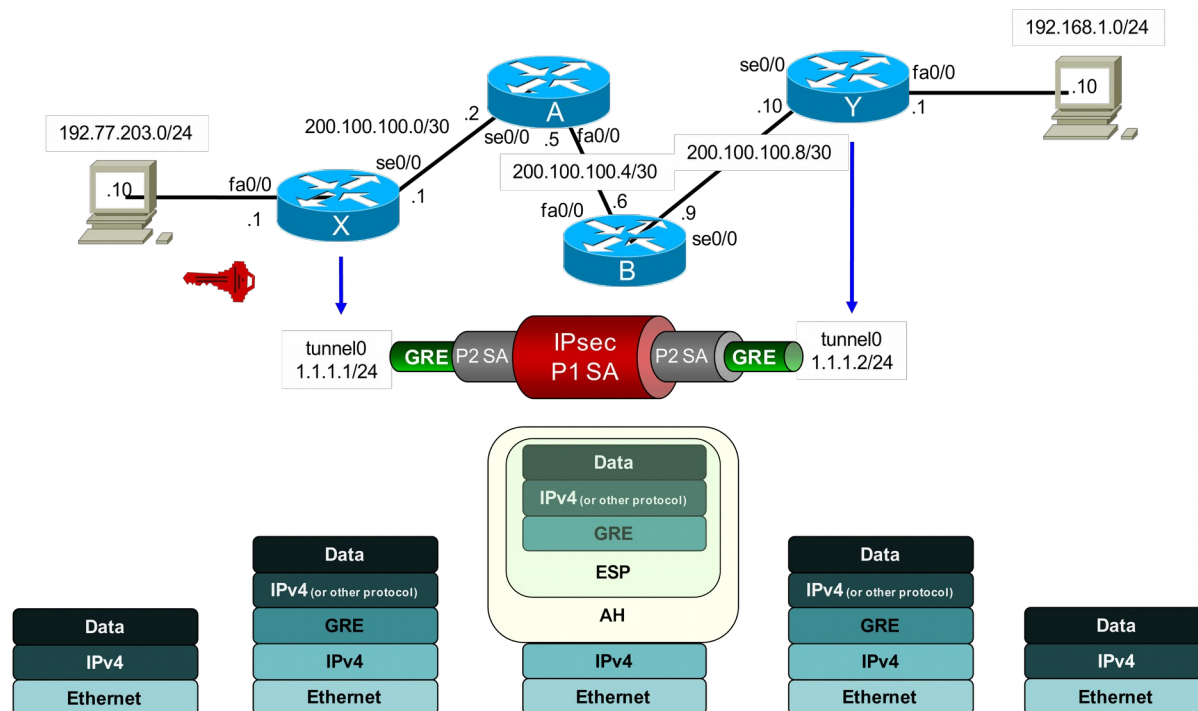 192.168.1.0/24
se0/0
fa0/0
A
Y
.10
.2
.10
.1
192.77.203.0/24
200.100.100.0/30
se0/0
.5
fa0/0
200.100.100.8/30
se0/0
200.100.100.4/30
.10
fa0/0
.1
.6
fa0/0
.9
.1
X
se0/0
B
tunnel0
1.1.1.1/24
GRE
P2 SA
IPsec
P1 SA
P2 SA
GRE
tunnel0
1.1.1.2/24
Data
IPv4 (or other protocol)
GRE
ESP
AH
IPv4
Ethernet
Data
IPv4
Ethernet
Data
IPv4 (or other protocol)
GRE
IPv4
Ethernet
Data
IPv4 (or other protocol)
GRE
IPv4
Ethernet
Data
IPv4
Ethernet